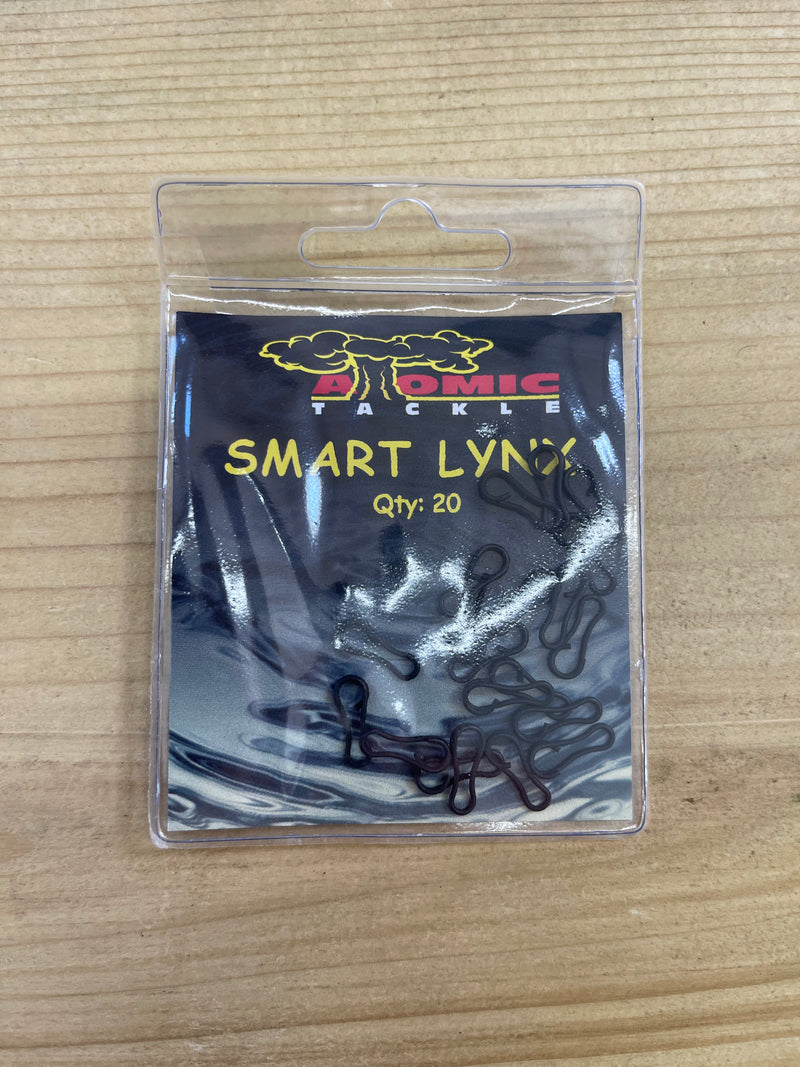 ATOMIC
TACKLE
SMART LYNX
Qty: 20